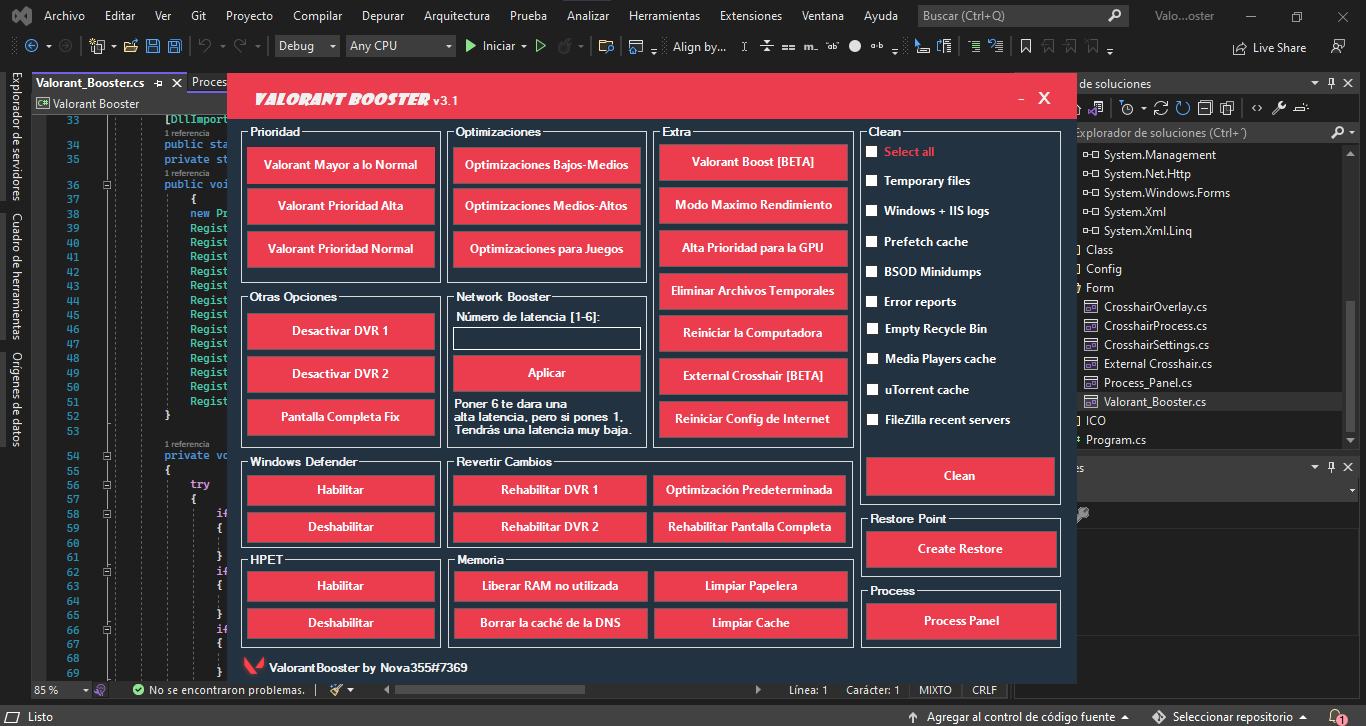 Archivo Editar Ver Git Proyecto Compilar Depurar Arquitectura Prueba Analizar Herramientas Extensiones Ventana Ayuda Buscar (Ctrl+Q) Valo...oster
Debug Any CPU Iniciar Align by... Live Share
Explorador de servidores
Cuadro de herramientas
Orígenes de datos
Valorant_Booster.cs Proces
Valorant Booster
33 [DllImport
1 referencia
34 public sta
35 private st
1 referencia
36 public voi
37 {
38 new Pr
39 Regist
40 Regist
41 Regist
42 Regist
43 Regist
44 Regist
45 Regist
46 Regist
47 Regist
48 Regist
49 Regist
50 Regist
51 Regist
52 }
53
1 referencia
54 private vo
55 {
56 try
57 {
58 if
59 {
60
61 }
62 if
63 {
64
65 }
66 if
67 {
68
69 }
VALORANT BOOSTER v3.1 - X
Prioridad
Valorant Mayor a lo Normal
Valorant Prioridad Alta
Valorant Prioridad Normal
Optimizaciones
Optimizaciones Bajos-Medios
Optimizaciones Medios-Altos
Optimizaciones para Juegos
Extra
Valorant Boost [BETA]
Modo Maximo Rendimiento
Alta Prioridad para la GPU
Eliminar Archivos Temporales
Reiniciar la Computadora
External Crosshair [BETA]
Reiniciar Config de Internet
Clean
Select all
Temporary files
Windows + IIS logs
Prefetch cache
BSOD Minidumps
Error reports
Empty Recycle Bin
Media Players cache
uTorrent cache
FileZilla recent servers
Clean
Otras Opciones
Desactivar DVR 1
Desactivar DVR 2
Pantalla Completa Fix
Network Booster
Número de latencia [1-6]:
Aplicar
Poner 6 te dara una
alta latencia, pero si pones 1,
Tendrás una latencia muy baja.
Windows Defender
Habilitar
Deshabilitar
Revertir Cambios
Rehabilitar DVR 1 Optimización Predeterminada
Rehabilitar DVR 2 Rehabilitar Pantalla Completa
Restore Point
Create Restore
HPET
Habilitar
Deshabilitar
Memoria
Liberar RAM no utilizada Limpiar Papelera
Borrar la caché de la DNS Limpiar Cache
Process
Process Panel
ValorantBooster by Nova355#7369
de soluciones
Explorador de soluciones (Ctrl+´)
System.Management
System.Net.Http
System.Windows.Forms
System.Xml
System.Xml.Linq
Class
Config
Form
CrosshairOverlay.cs
CrosshairProcess.cs
CrosshairSettings.cs
External Crosshair.cs
Process_Panel.cs
Valorant_Booster.cs
ICO
Program.cs
es
85 % No se encontraron problemas. Línea: 1 Carácter: 1 MIXTO CRLF
Listo Agregar al control de código fuente Seleccionar repositorio 1